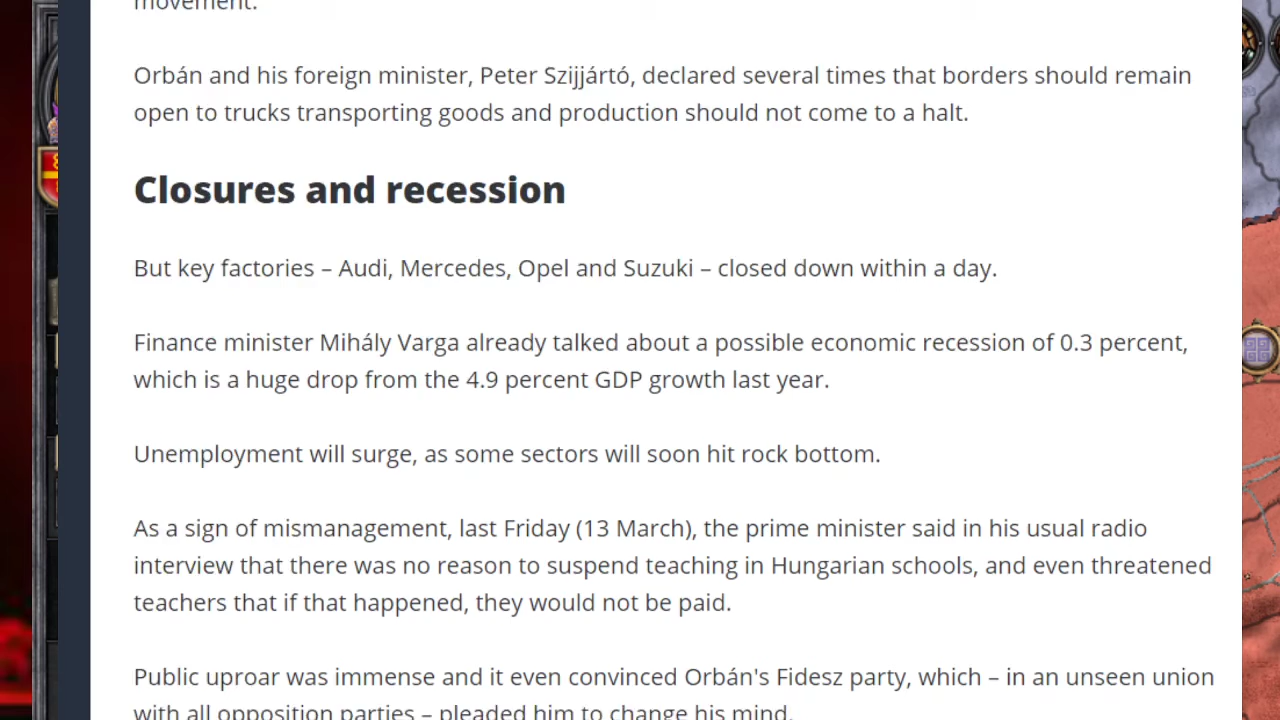 movement.
Orbán and his foreign minister, Peter Szijjártó, declared several times that borders should remain
open to trucks transporting goods and production should not come to a halt.
Closures and recession
But key factories – Audi, Mercedes, Opel and Suzuki – closed down within a day.
Finance minister Mihály Varga already talked about a possible economic recession of 0.3 percent,
which is a huge drop from the 4.9 percent GDP growth last year.
Unemployment will surge, as some sectors will soon hit rock bottom.
As a sign of mismanagement, last Friday (13 March), the prime minister said in his usual radio
interview that there was no reason to suspend teaching in Hungarian schools, and even threatened
teachers that if that happened, they would not be paid.
Public uproar was immense and it even convinced Orbán's Fidesz party, which – in an unseen union
with all opposition parties – pleaded him to change his mind.